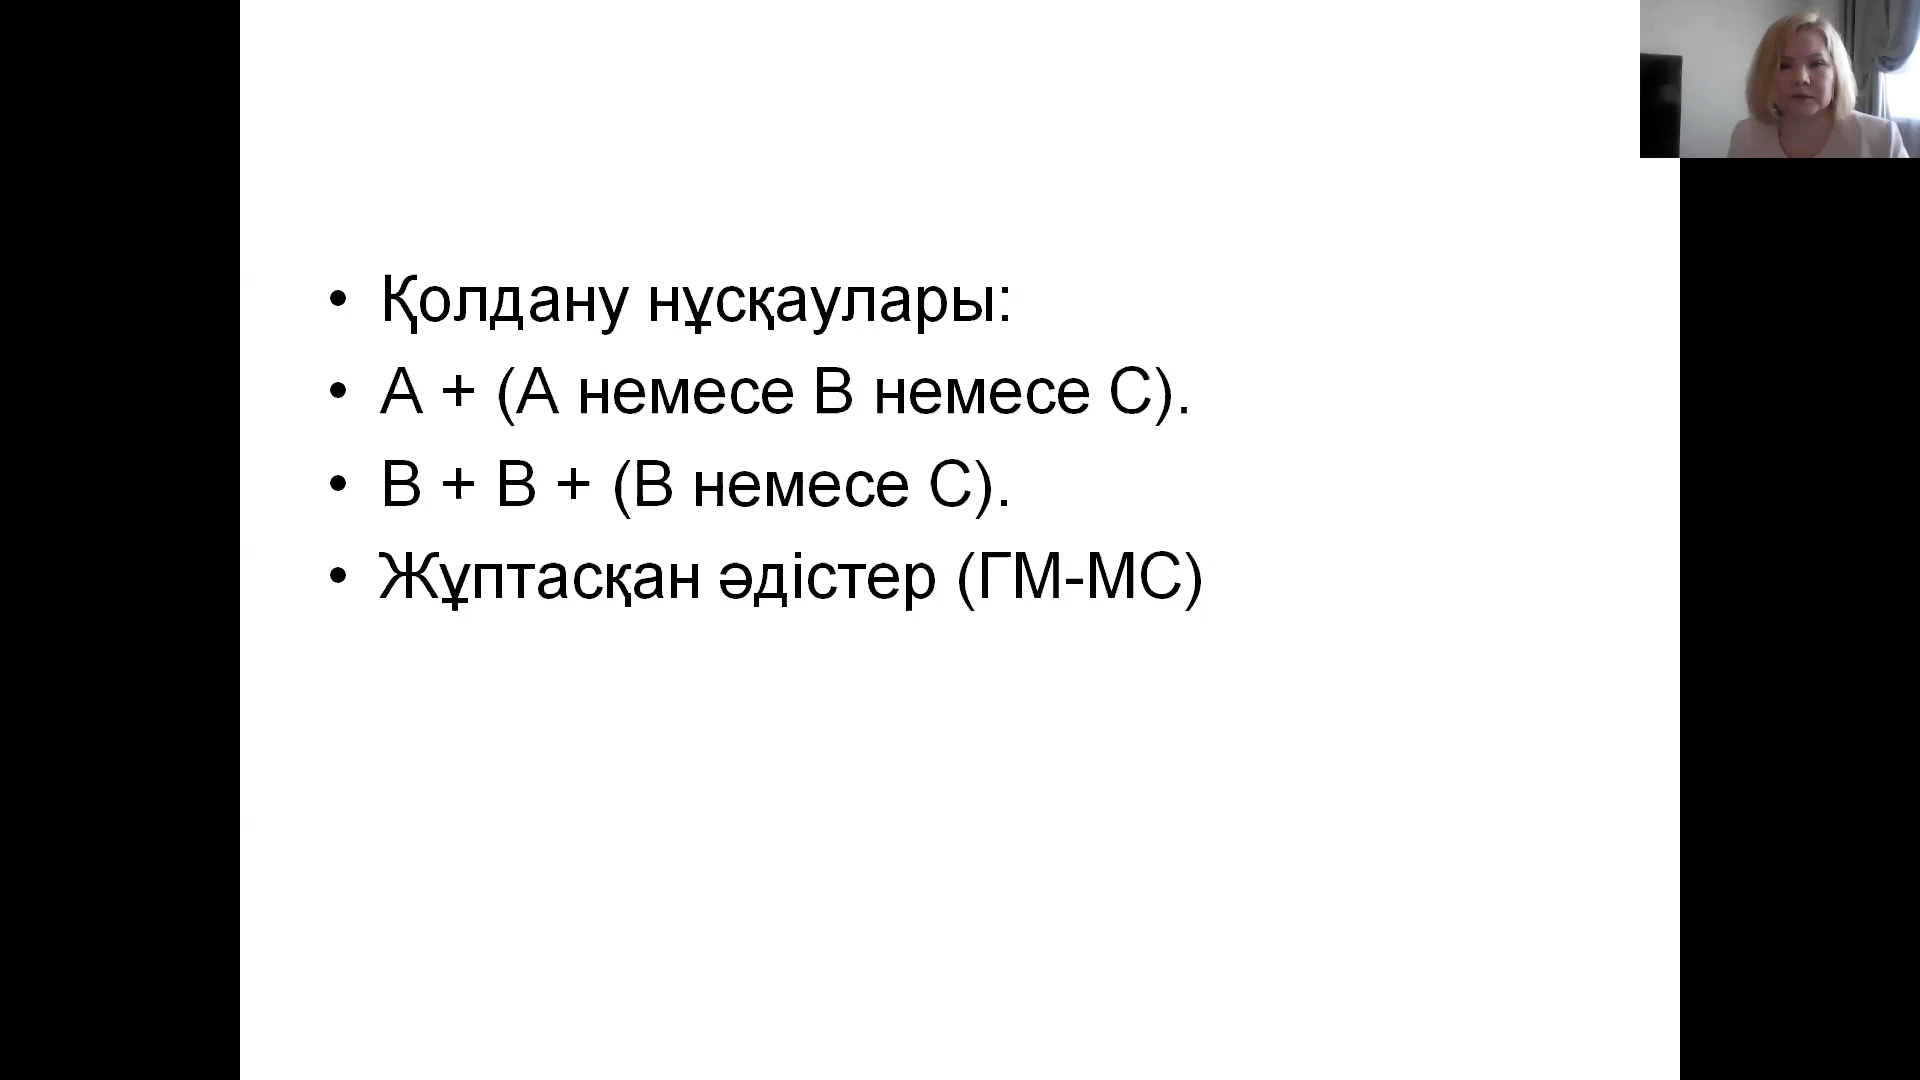 • Қолдану нұсқаулары:
• А + (А немесе В немесе С).
• В + В + (В немесе С).
• Жұптасқан әдістер (ГМ-МС)